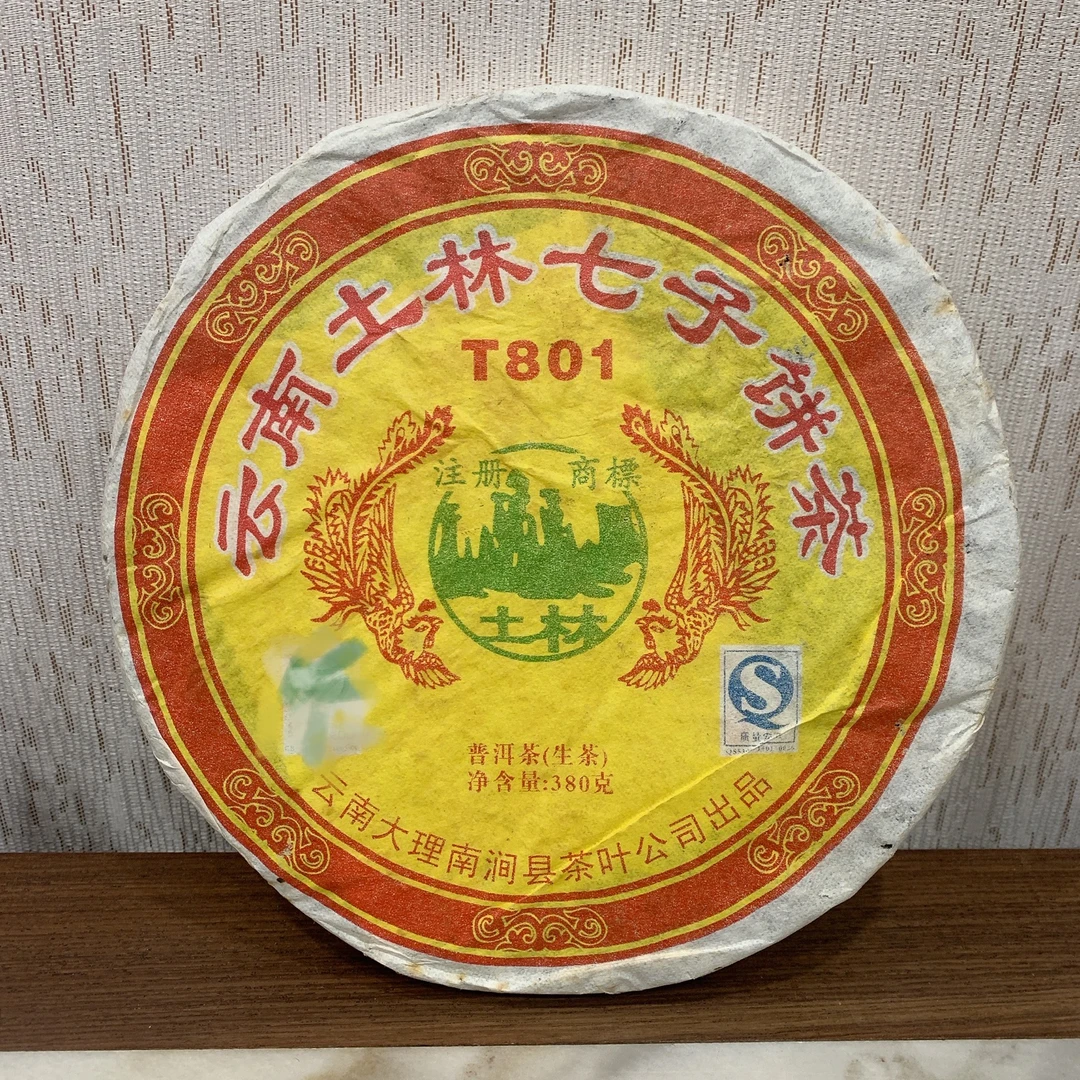 云南土林七子饼茶
T801
注册 商標
土林
普洱茶(生茶)
净含量:380克
云南大理南涧县茶叶公司出品